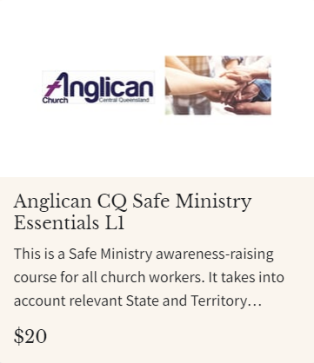 Anglican
Church
Central Queensland
Anglican CQ Safe Ministry
Essentials L1
This is a Safe Ministry awareness-raising
course for all church workers. It takes into
account relevant State and Territory…
$20